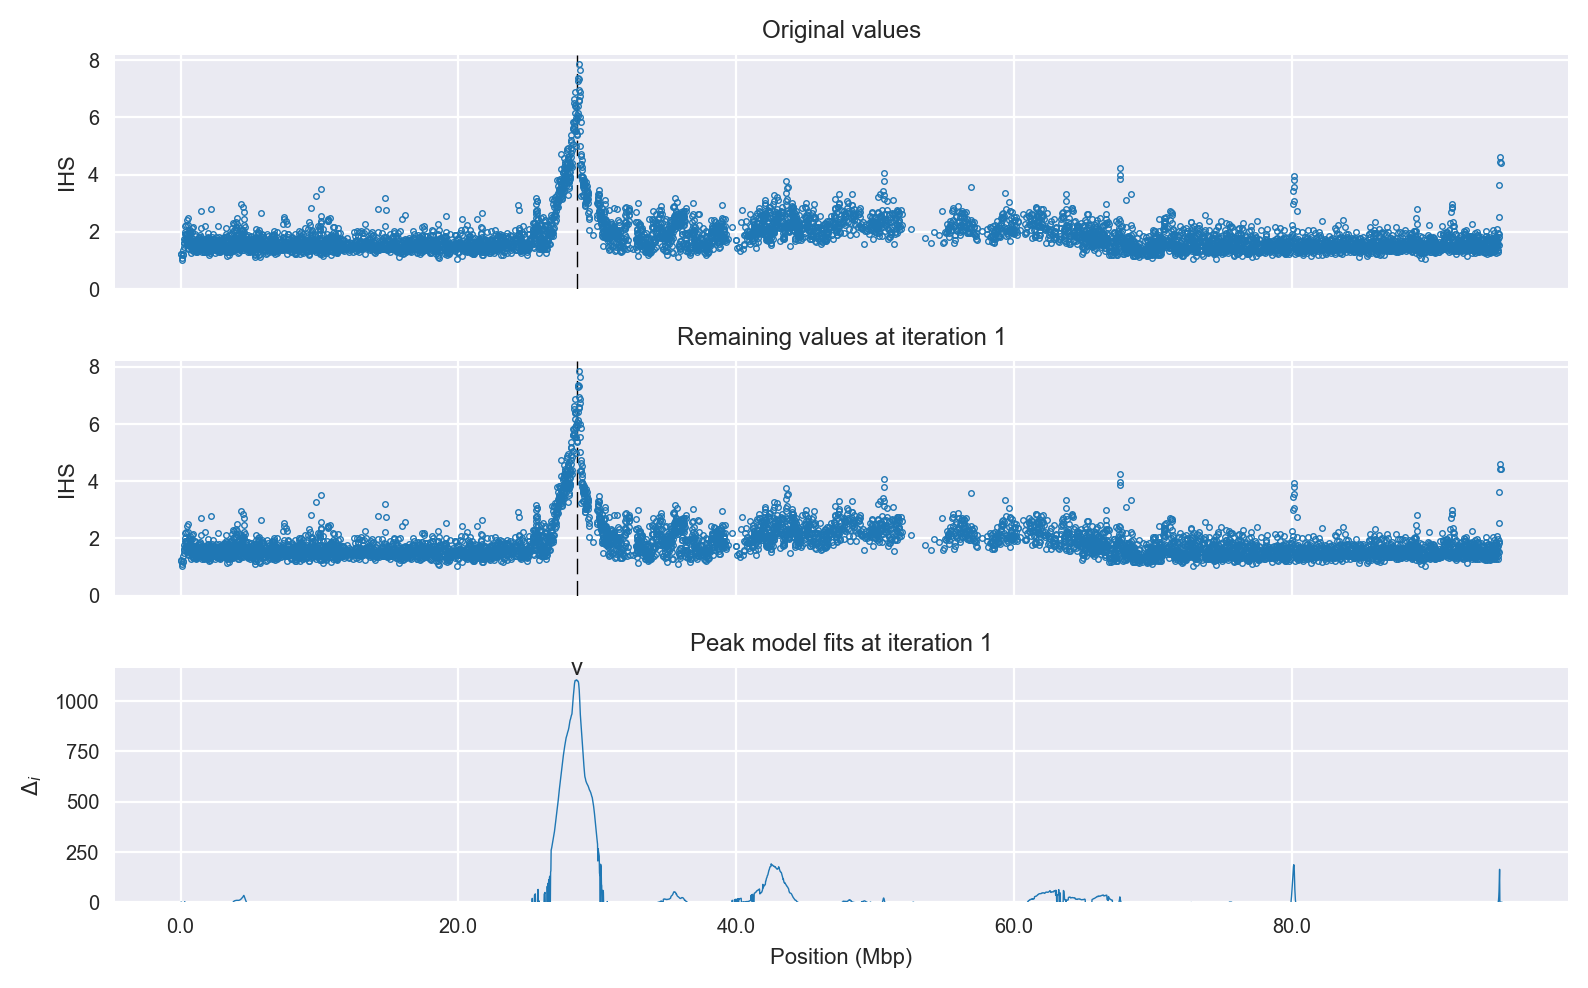 Original values
8
6
4
2
0
IHS
Remaining values at iteration 1
8
6
4
2
0
IHS
Peak model fits at iteration 1
v
1000
750
500
250
0
Δi
0.0 20.0 40.0 60.0 80.0
Position (Mbp)